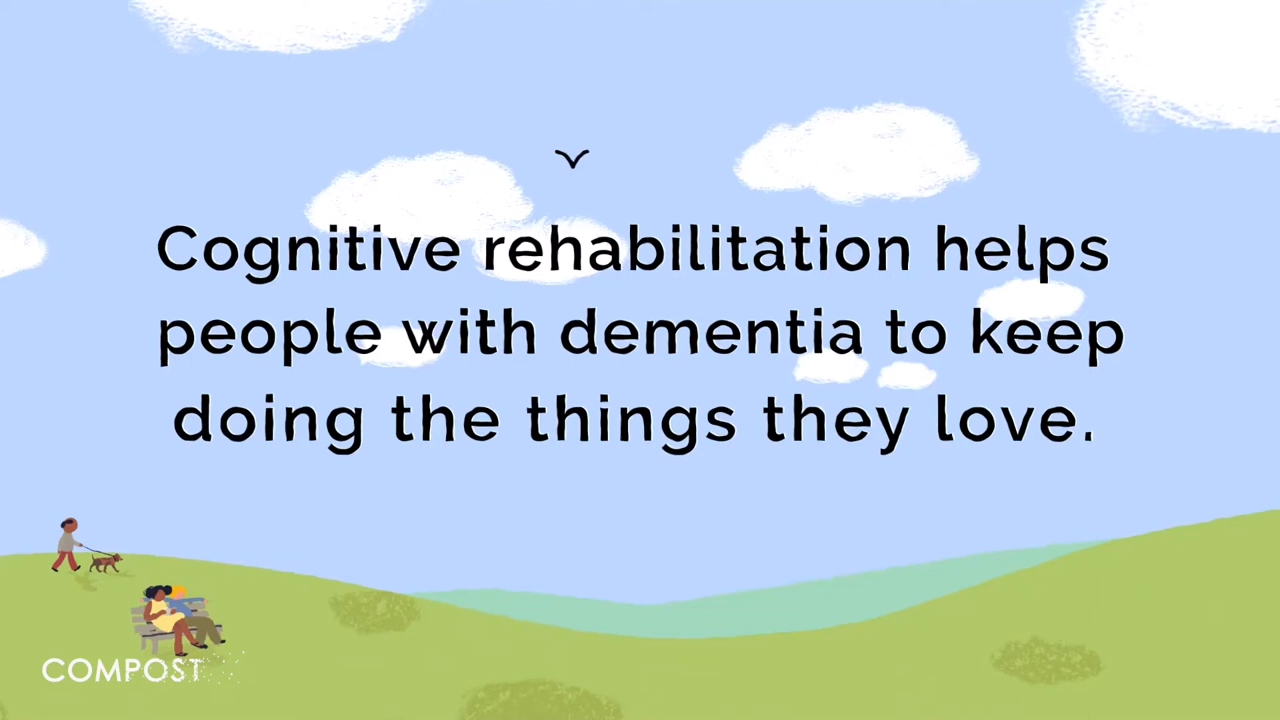 Cognitive rehabilitation helps
people with dementia to keep
doing the things they love.
COMPOST